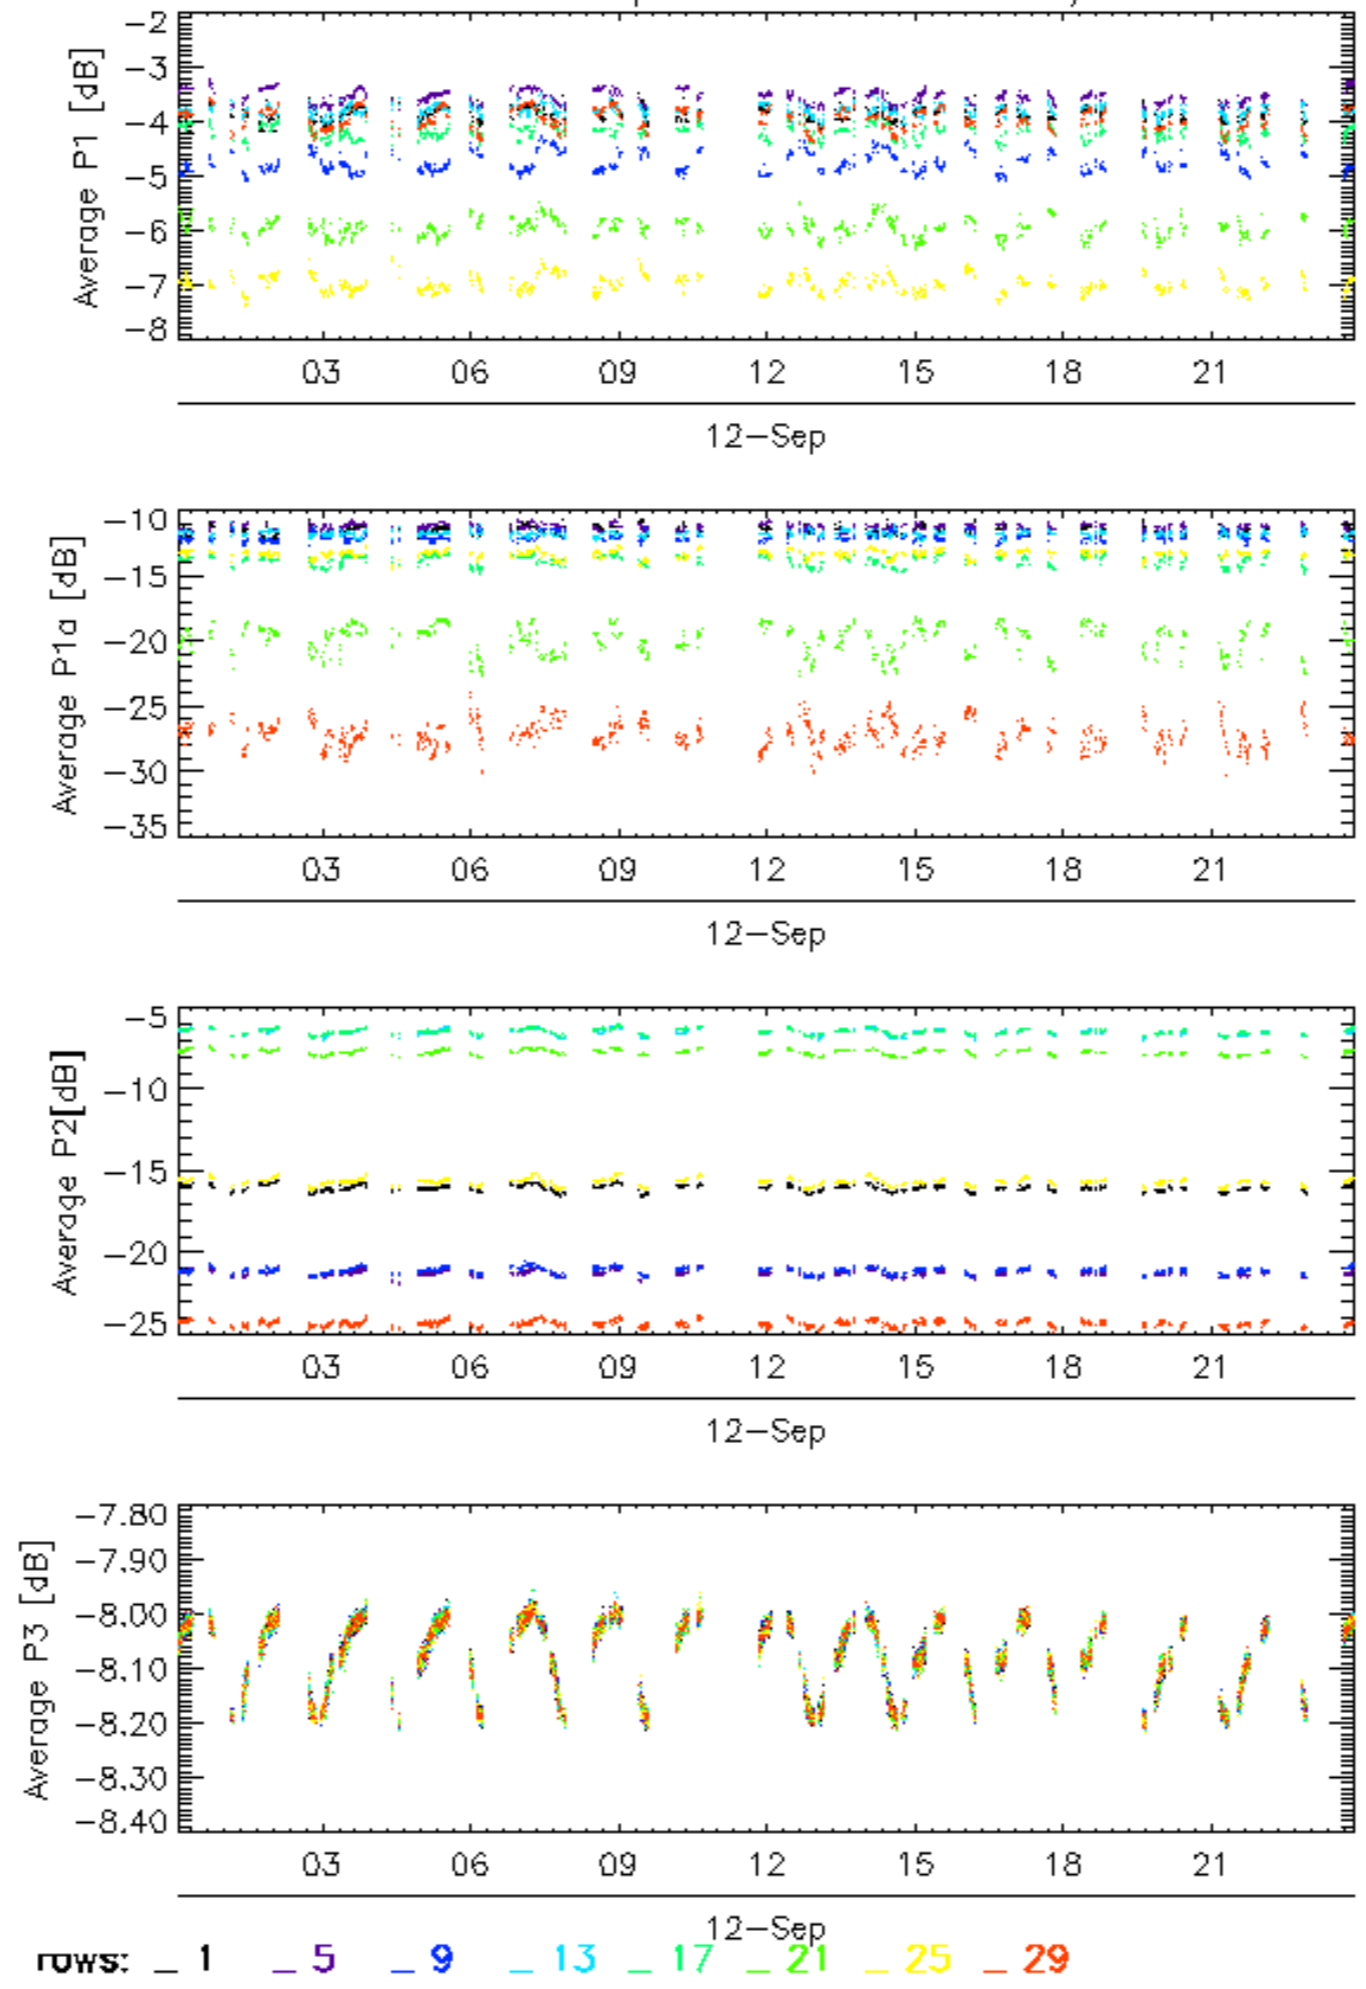 -2
-3
-4
-5
-6
-7
-8
Average P1 [dB]
03 06 09 12 15 18 21
12-Sep
-10
-15
-20
-25
-30
-35
Average P1a [dB]
03 06 09 12 15 18 21
12-Sep
-5
-10
-15
-20
-25
Average P2[dB]
03 06 09 12 15 18 21
12-Sep
-7.80
-7.90
-8.00
-8.10
-8.20
-8.30
-8.40
Average P3 [dB]
03 06 09 12 15 18 21
12-Sep
rows: _ 1 _ 5 _ 9 _ 13 _ 17 _ 21 _ 25 _ 29